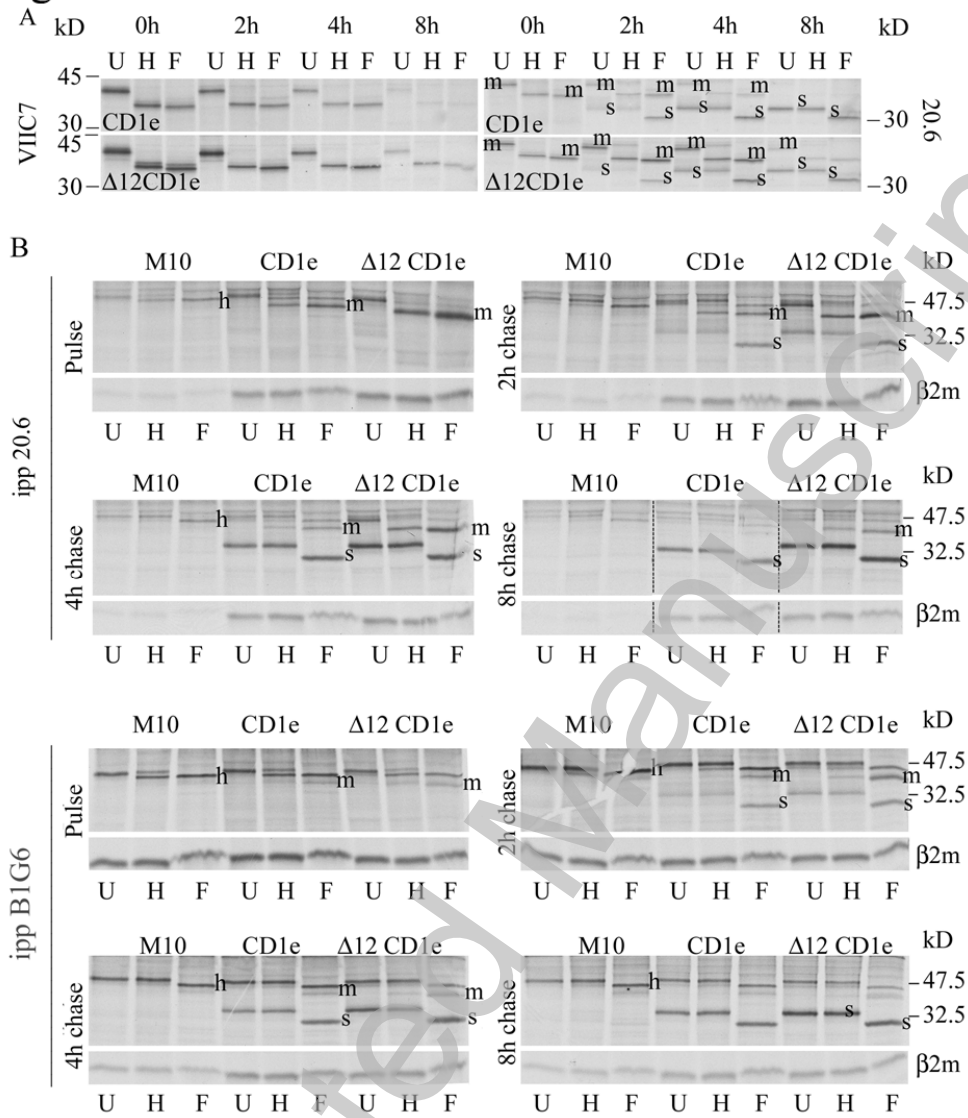 A kD 0h 2h 4h 8h 0h 2h 4h 8h kD
U H F U H F U H F U H F U H F U H F U H F U H F
45 m m m m m m
VIIC7 s s s s s 20.6
30 CD1e CD1e 30
45 m m m m m m
s s s s s
30 Δ12CD1e Δ12CD1e 30
B
M10 CD1e Δ12 CD1e M10 CD1e Δ12 CD1e kD
Pulse h m m 2h chase m m 47.5
s s 32.5
β2m
U H F U H F U H F U H F U H F U H F
ipp 20.6
M10 CD1e Δ12 CD1e M10 CD1e Δ12 CD1e kD
4h chase h m m 8h chase m 47.5
s s s s 32.5
β2m
U H F U H F U H F U H F U H F U H F
M10 CD1e Δ12 CD1e M10 CD1e Δ12 CD1e kD
Pulse h m m 2h chase h m m 47.5
s s 32.5
β2m
U H F U H F U H F U H F U H F U H F
ipp B1G6
M10 CD1e Δ12 CD1e M10 CD1e Δ12 CD1e kD
4h chase h m m 8h chase h 47.5
s s s s 32.5
β2m
U H F U H F U H F U H F U H F U H F